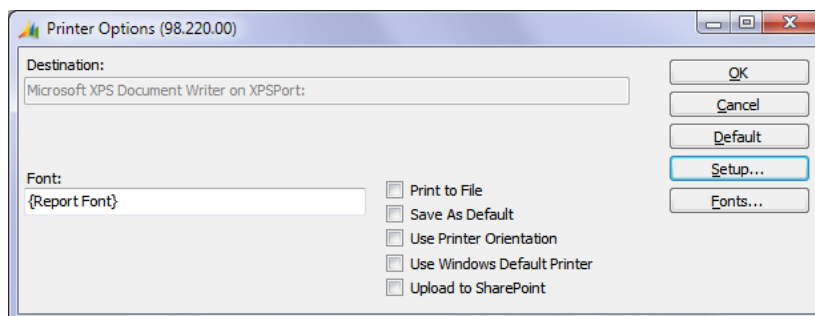 Printer Options (98.220.00)
Destination:
Microsoft XPS Document Writer on XPSPort:
OK
Cancel
Default
Setup...
Fonts...
Font:
{Report Font}
Print to File
Save As Default
Use Printer Orientation
Use Windows Default Printer
Upload to SharePoint